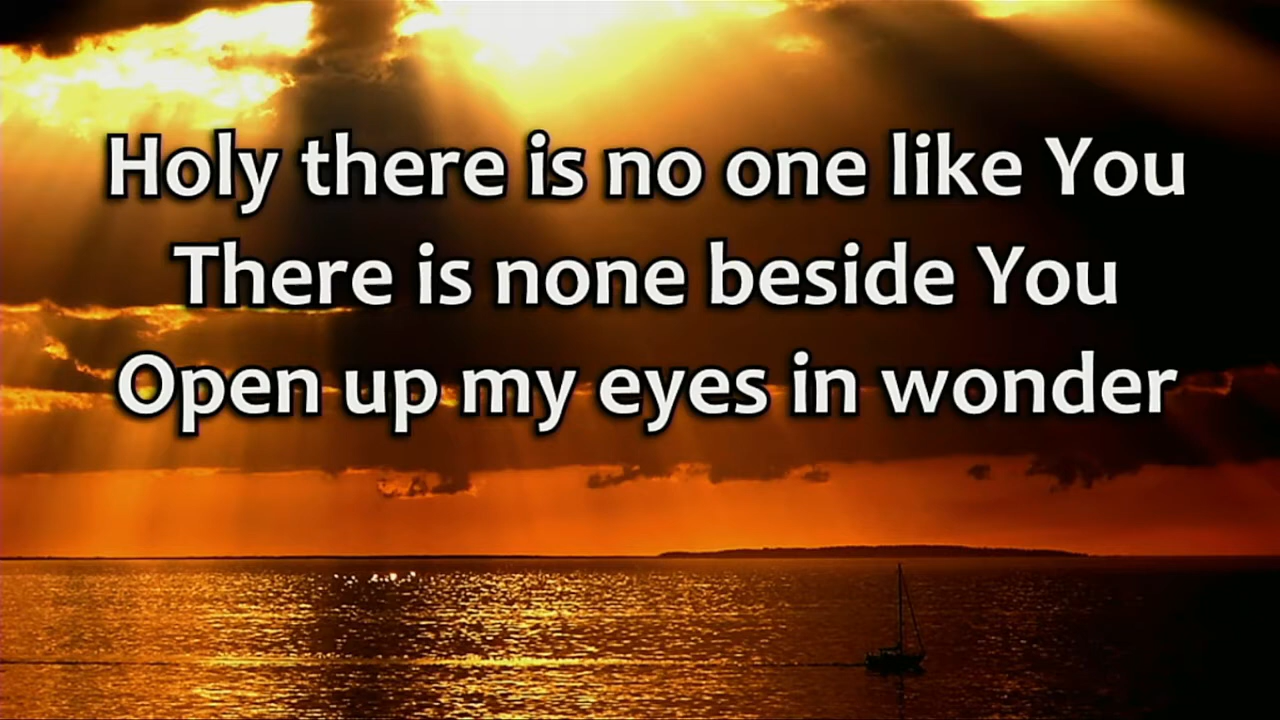 Holy there is no one like You
There is none beside You
Open up my eyes in wonder